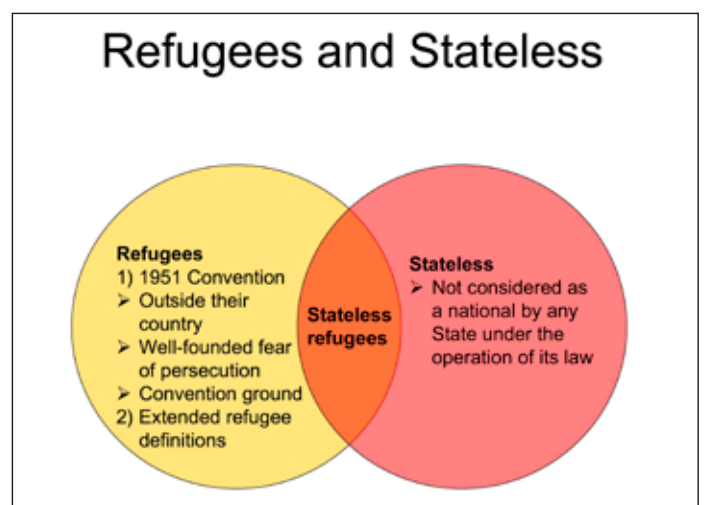 Refugees and Stateless
Refugees
1) 1951 Convention
➢ Outside their
country
➢ Well-founded fear
of persecution
➢ Convention ground
2) Extended refugee
definitions
Stateless
refugees
Stateless
➢ Not considered as
a national by any
State under the
operation of its law